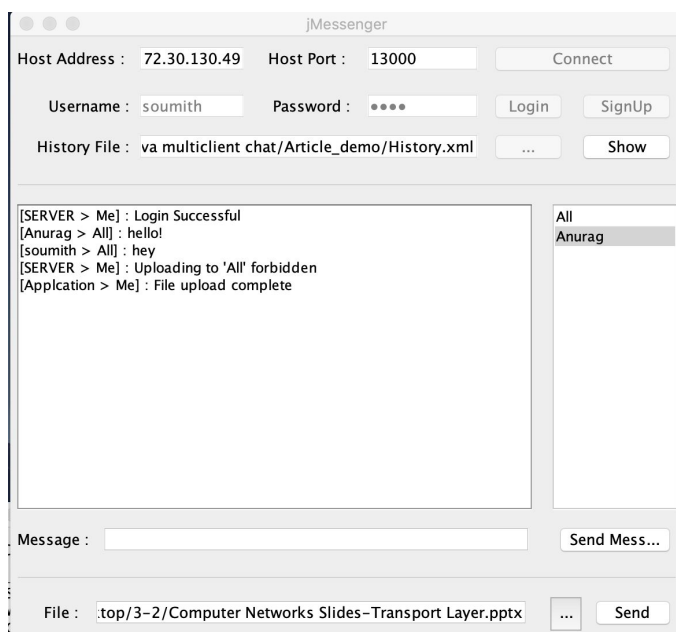 jMessenger
Host Address : 72.30.130.49 Host Port : 13000 Connect
Username : soumith Password : •••• Login SignUp
History File : va multiclient chat/Article_demo/History.xml ... Show
[SERVER > Me] : Login Successful
[Anurag > All] : hello!
[soumith > All] : hey
[SERVER > Me] : Uploading to 'All' forbidden
[Applcation > Me] : File upload complete
All
Anurag
Message : Send Mess...
File : :top/3-2/Computer Networks Slides-Transport Layer.pptx ... Send